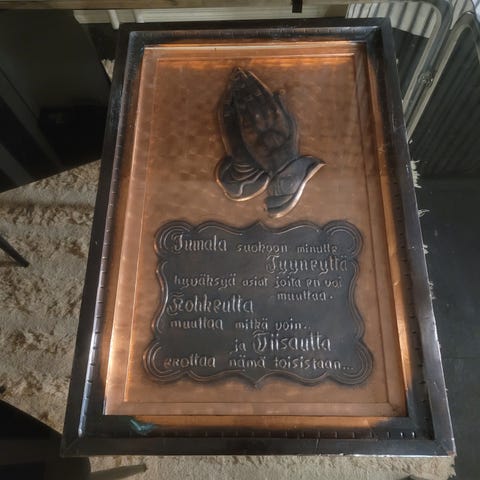 Jumala suokoon minulle
Tyyneyttä
hyväksyä asiat joita en voi
muuttaa.
Rohkeutta
muuttaa mitkä voin..
ja Viisautta
erottaa nämä toisistaan...